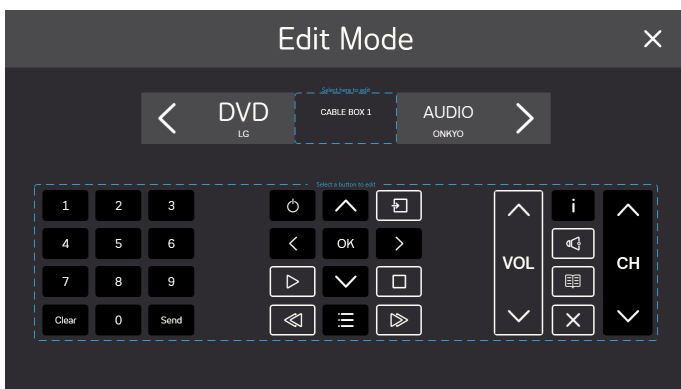 Edit Mode
Select here to edit
DVD
LG
CABLE BOX 1
AUDIO
ONKYO
Select a button to edit
1 2 3
4 5 6 OK
7 8 9
Clear 0 Send
VOL
i
CH